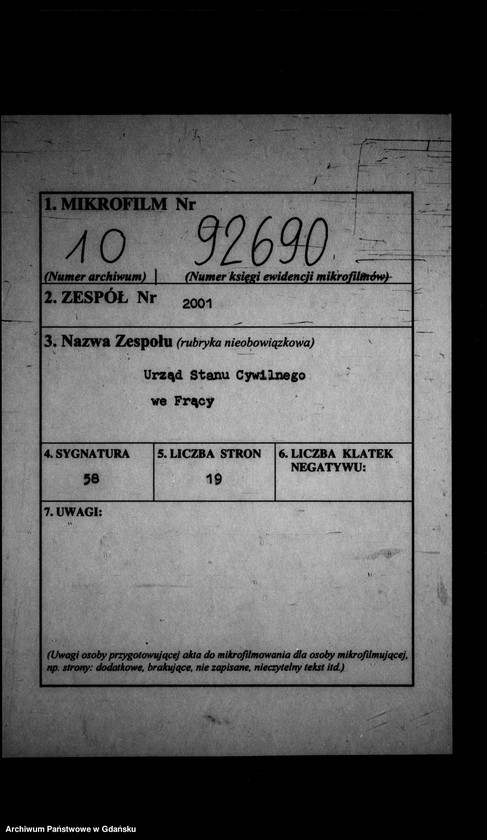 1. MIKROFILM Nr
10 92690
(Numer archiwum) (Numer księgi ewidencji mikrofilmów)
2. ZESPÓŁ Nr 2001
3. Nazwa Zespołu (rubryka nieobowiązkowa)
Urząd Stanu Cywilnego
we Frący
4. SYGNATURA 5. LICZBA STRON 6. LICZBA KLATEK
NEGATYWU:
58 19
7. UWAGI:
(Uwagi osoby przygotowującej akta do mikrofilmowania dla osoby mikrofilmującej,
np. strony: dodatkowe, brakujące, nie zapisane, nieczytelny tekst itd.)
Archiwum Państwowe w Gdańsku